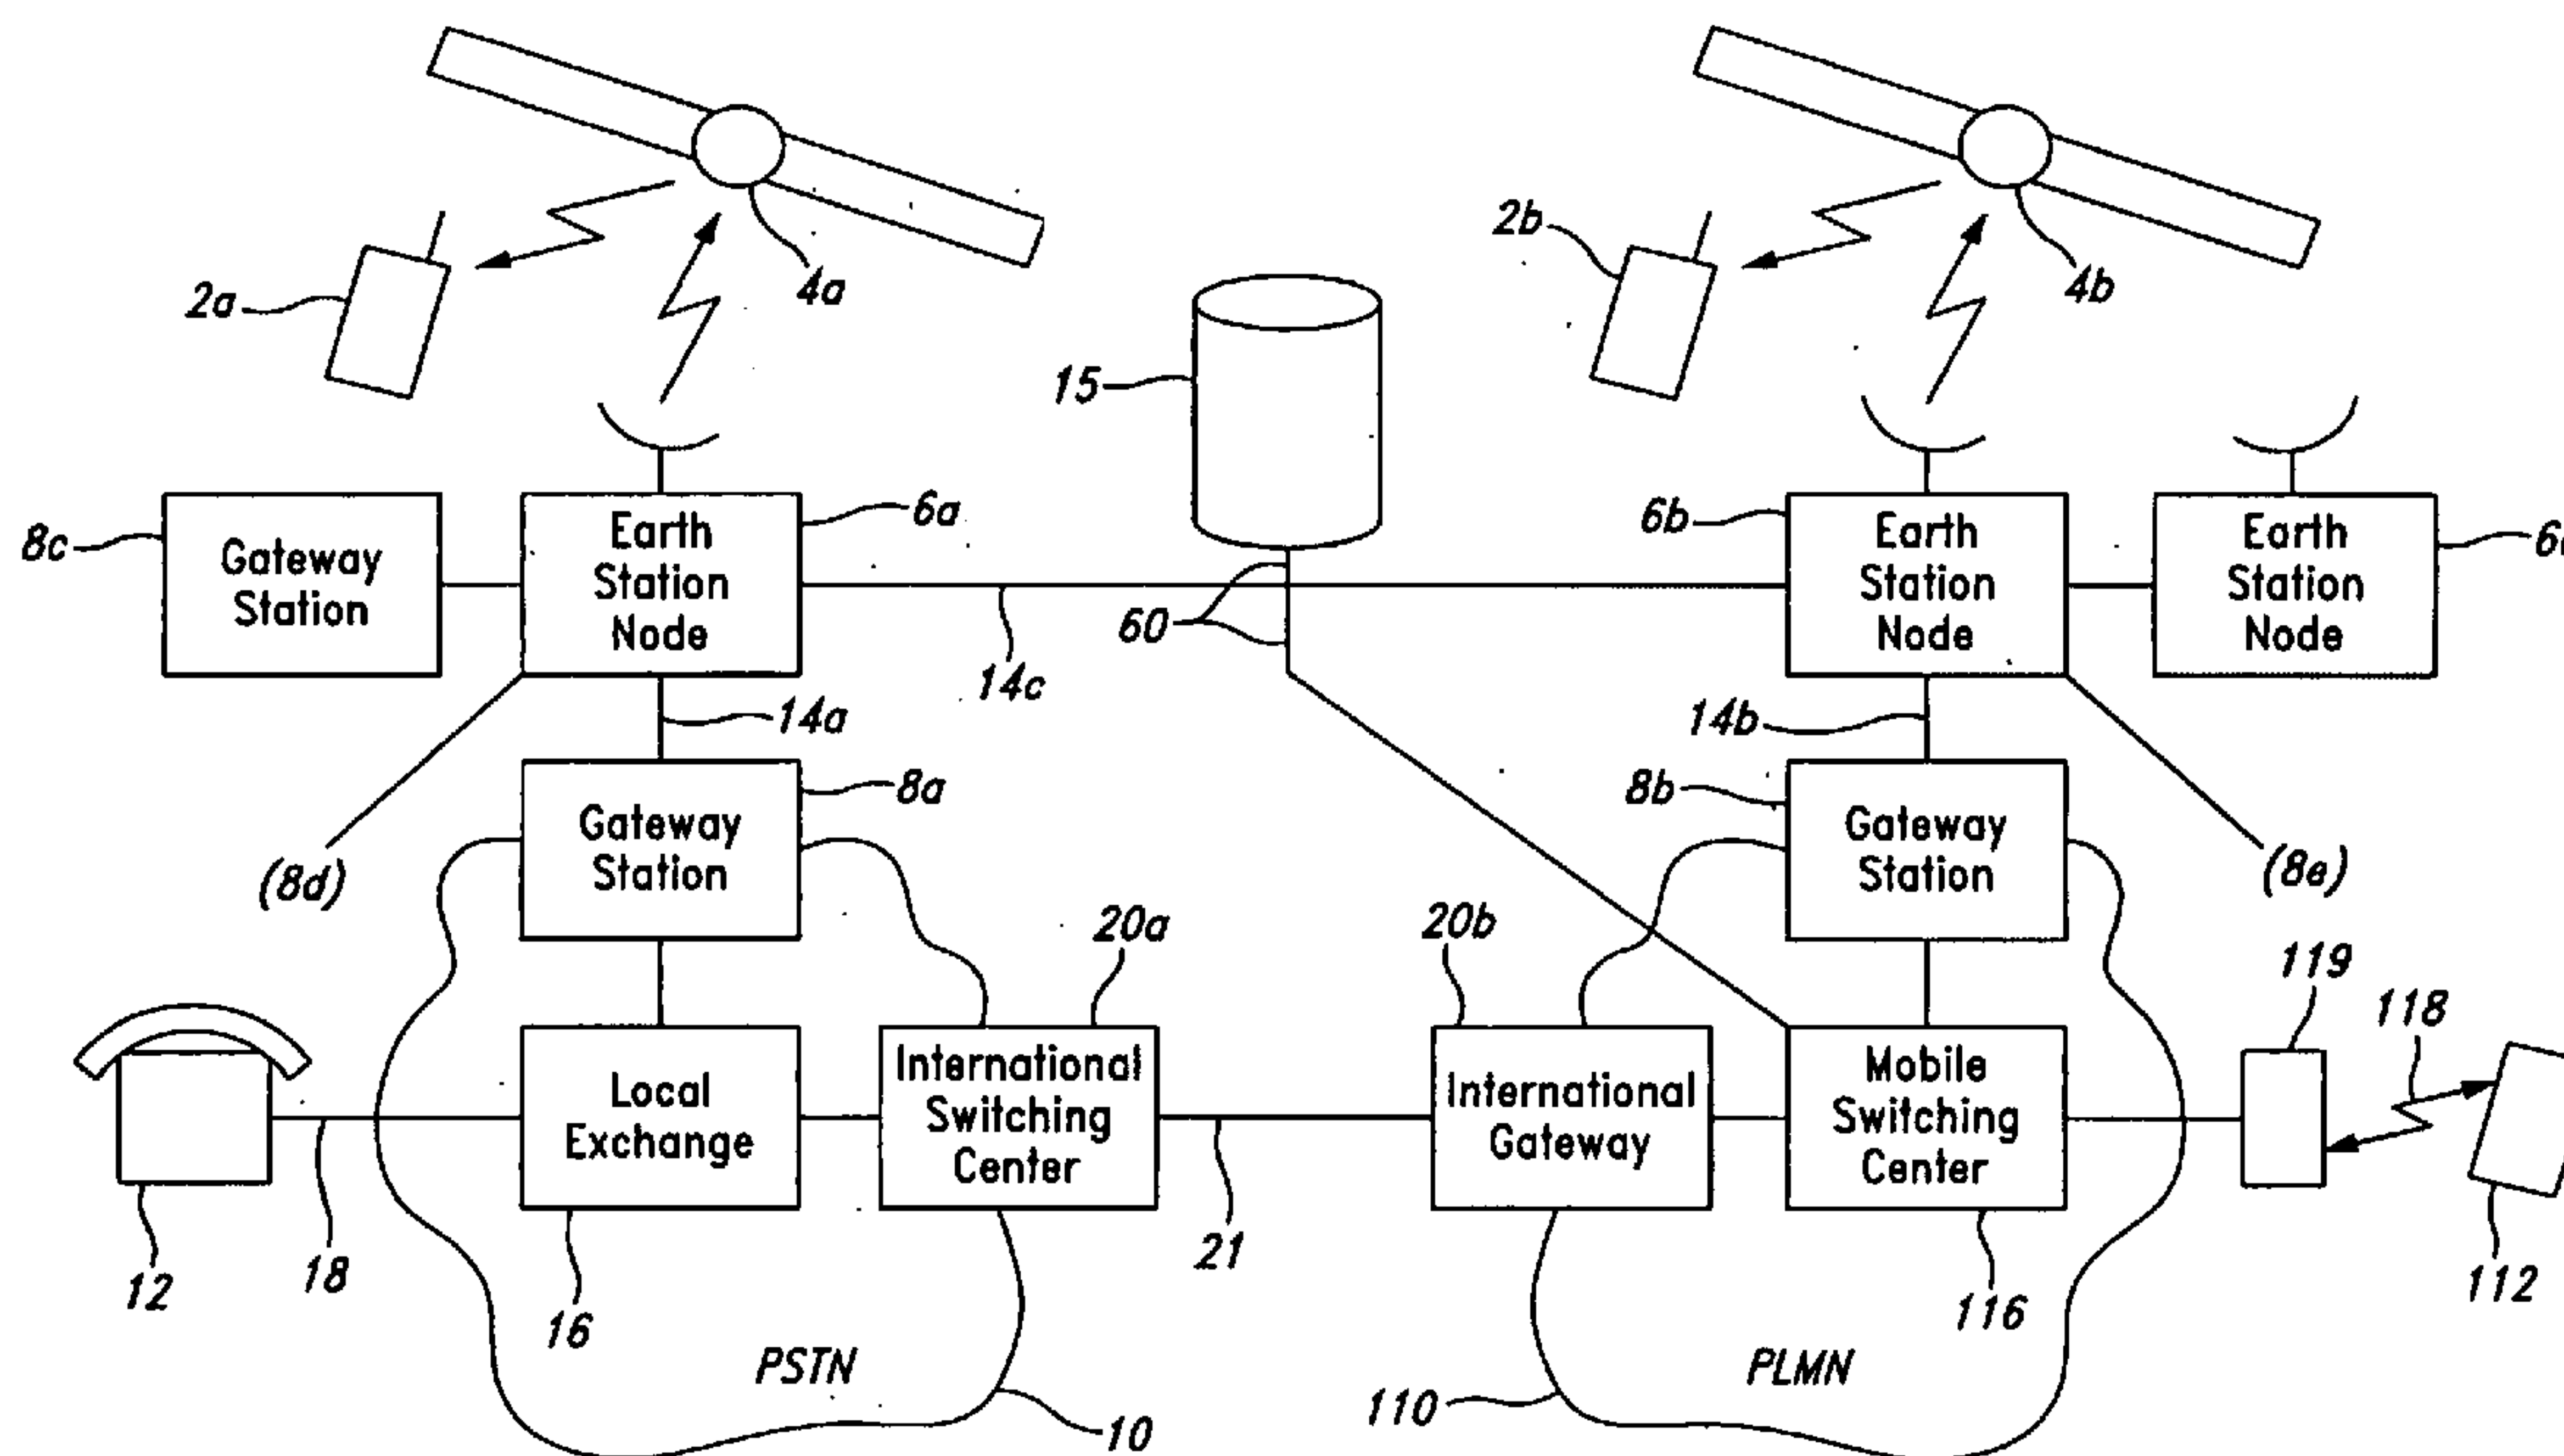 2a
4a
2b
4b
15
8c
Gateway
Station
Earth
Station
Node
6a
60
14c
6b
Earth
Station
Node
Earth
Station
Node
14a
14b
8a
Gateway
Station
(8d)
8b
Gateway
Station
(8e)
20a
20b
119
118
12
18
Local
Exchange
16
International
Switching
Center
21
International
Gateway
Mobile
Switching
Center
116
112
PSTN
10
110
PLMN